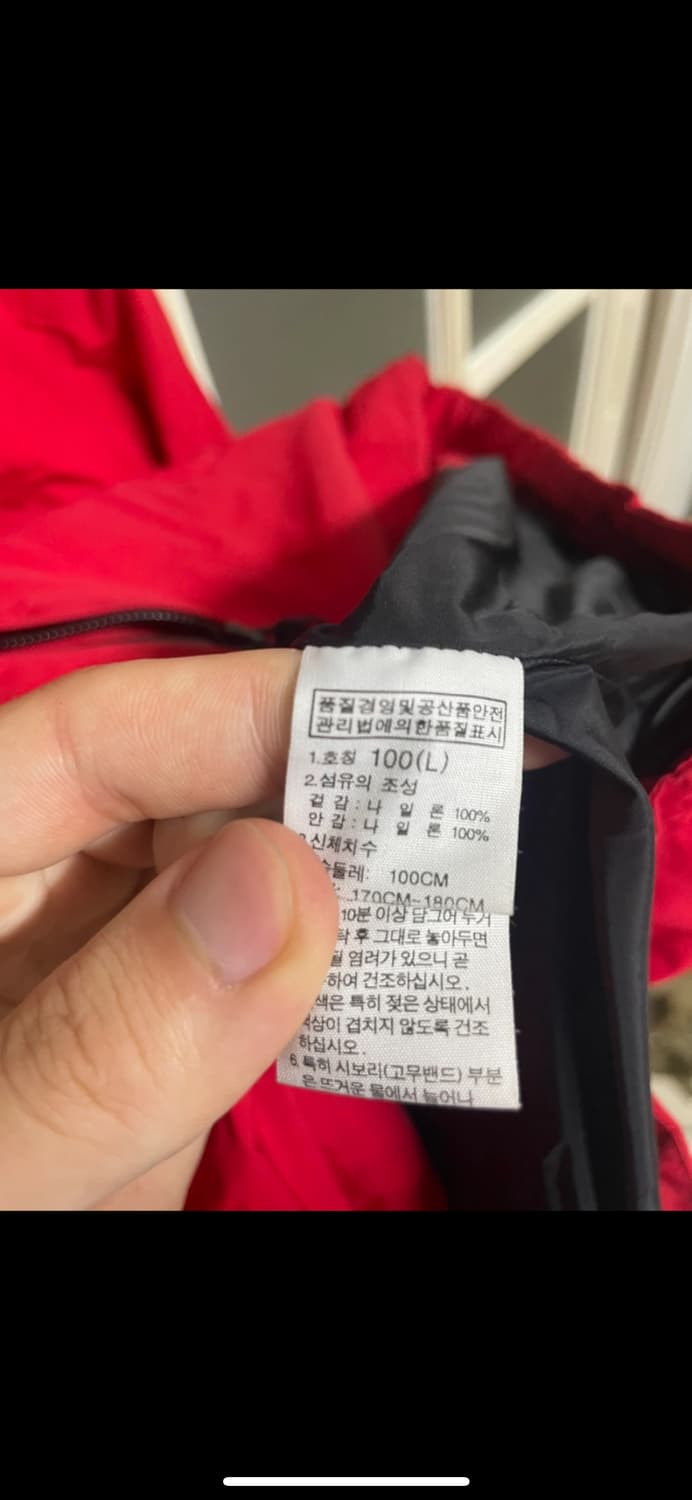 품질경영및공산품안전
관리법에의한품질표시
1.호칭 100(L)
2.섬유의 조성
겉 감 : 나 일 론 100%
안 감 : 나 일 론 100%
신체치수
둘레: 100CM
170CM~180CM
10분 이상 담그어 두거
후 그대로 놓아두면
염려가 있으니 곧
하여 건조하십시오.
색은 특히 젖은 상태에서
색상이 겹치지 않도록 건조
하십시오.
6. 특히 시보리(고무밴드) 부분
은 뜨거운 물에서 늘어나